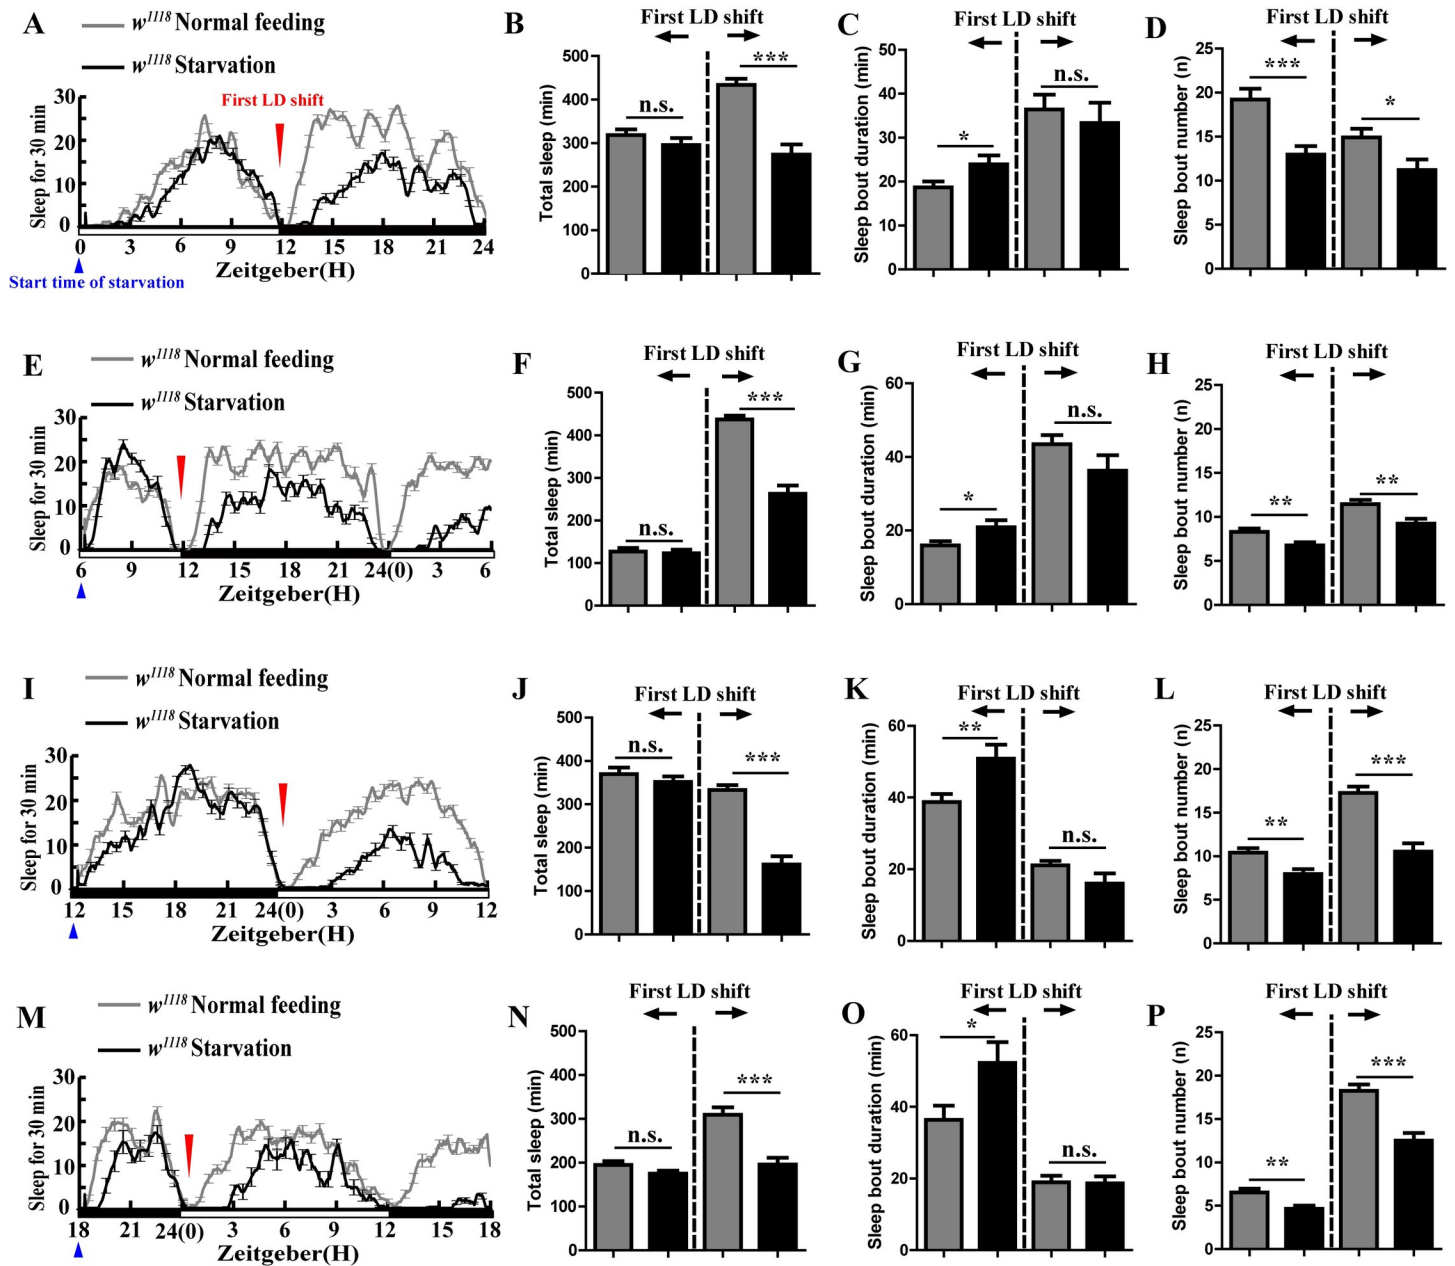 A
w1118 Normal feeding
w1118 Starvation
Sleep for 30 min
30
20
10
0
First LD shift
0 3 6 9 12 15 18 21 24
Zeitgeber(H)
Start time of starvation
B
First LD shift
Total sleep (min)
500
400
300
200
100
0
n.s.
***
C
First LD shift
Sleep bout duration (min)
50
40
30
20
10
0
*
n.s.
D
First LD shift
Sleep bout number (n)
25
20
15
10
5
0
***
*
E
w1118 Normal feeding
w1118 Starvation
Sleep for 30 min
30
20
10
0
6 9 12 15 18 21 24(0) 3 6
Zeitgeber(H)
F
First LD shift
Total sleep (min)
500
400
300
200
100
0
n.s.
***
G
First LD shift
Sleep bout duration (min)
60
40
20
0
*
n.s.
H
First LD shift
Sleep bout number (n)
25
20
15
10
5
0
**
**
I
w1118 Normal feeding
w1118 Starvation
Sleep for 30 min
30
20
10
0
12 15 18 21 24(0) 3 6 9 12
Zeitgeber(H)
J
First LD shift
Total sleep (min)
500
400
300
200
100
0
n.s.
***
K
First LD shift
Sleep bout duration (min)
60
40
20
0
**
n.s.
L
First LD shift
Sleep bout number (n)
25
20
15
10
5
0
**
***
M
w1118 Normal feeding
w1118 Starvation
Sleep for 30 min
30
20
10
0
18 21 24(0) 3 6 9 12 15 18
Zeitgeber(H)
N
First LD shift
Total sleep (min)
500
400
300
200
100
0
n.s.
***
O
First LD shift
Sleep bout duration (min)
60
40
20
0
*
n.s.
P
First LD shift
Sleep bout number (n)
25
20
15
10
5
0
**
***